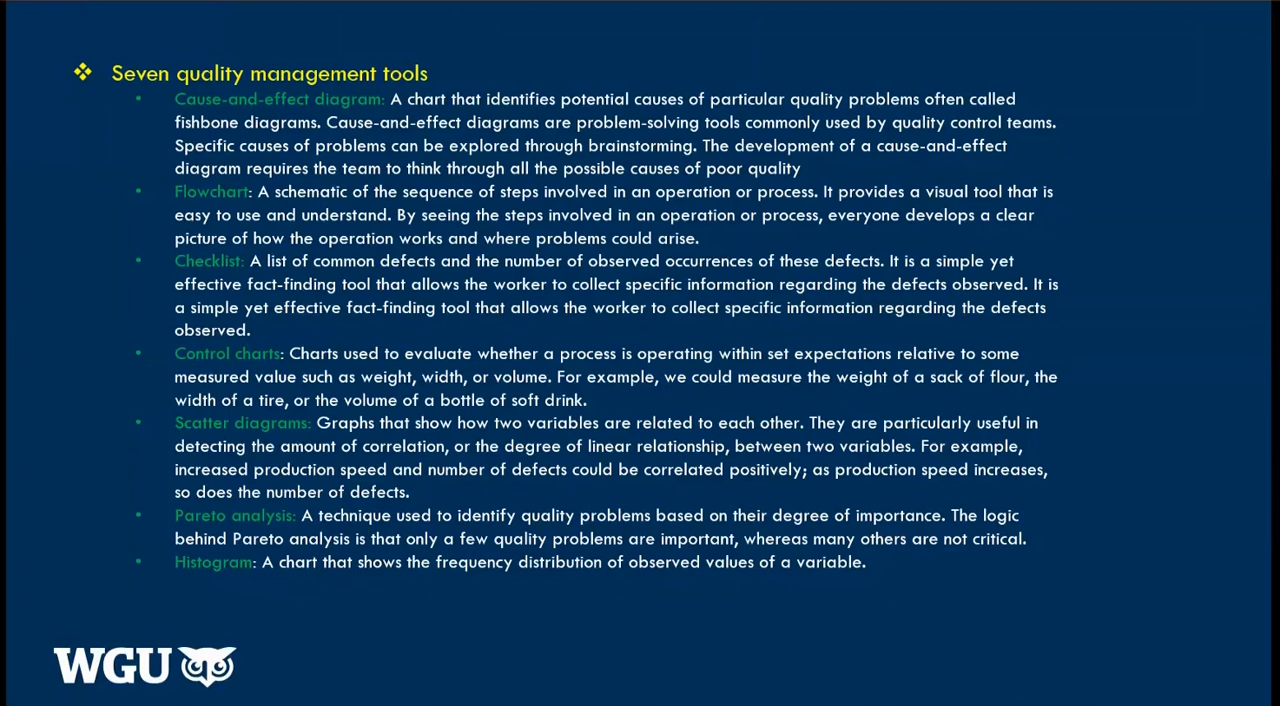 ❖ Seven quality management tools
• Cause-and-effect diagram: A chart that identifies potential causes of particular quality problems often called
fishbone diagrams. Cause-and-effect diagrams are problem-solving tools commonly used by quality control teams.
Specific causes of problems can be explored through brainstorming. The development of a cause-and-effect
diagram requires the team to think through all the possible causes of poor quality
• Flowchart: A schematic of the sequence of steps involved in an operation or process. It provides a visual tool that is
easy to use and understand. By seeing the steps involved in an operation or process, everyone develops a clear
picture of how the operation works and where problems could arise.
• Checklist: A list of common defects and the number of observed occurrences of these defects. It is a simple yet
effective fact-finding tool that allows the worker to collect specific information regarding the defects observed. It is
a simple yet effective fact-finding tool that allows the worker to collect specific information regarding the defects
observed.
• Control charts: Charts used to evaluate whether a process is operating within set expectations relative to some
measured value such as weight, width, or volume. For example, we could measure the weight of a sack of flour, the
width of a tire, or the volume of a bottle of soft drink.
• Scatter diagrams: Graphs that show how two variables are related to each other. They are particularly useful in
detecting the amount of correlation, or the degree of linear relationship, between two variables. For example,
increased production speed and number of defects could be correlated positively; as production speed increases,
so does the number of defects.
• Pareto analysis: A technique used to identify quality problems based on their degree of importance. The logic
behind Pareto analysis is that only a few quality problems are important, whereas many others are not critical.
• Histogram: A chart that shows the frequency distribution of observed values of a variable.
WGU